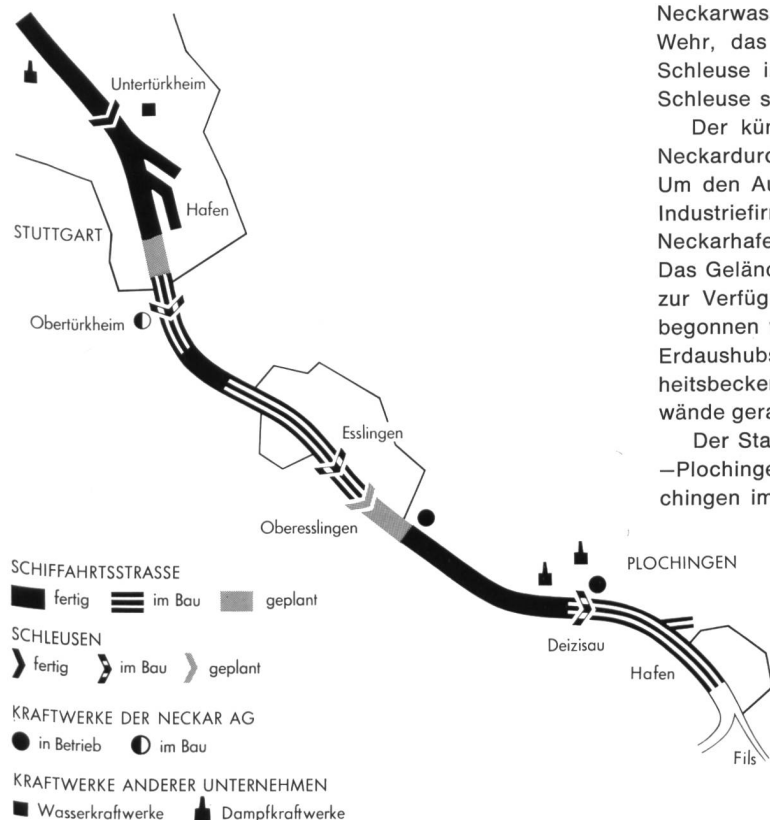 Untertürkheim
Hafen
STUTTGART
Obertürkheim
Esslingen
Oberesslingen
PLOCHINGEN
Deizisau
Hafen
Fils
SCHIFFAHRTSSTRASSE
fertig im Bau geplant
SCHLEUSEN
fertig im Bau geplant
KRAFTWERKE DER NECKAR AG
in Betrieb im Bau
KRAFTWERKE ANDERER UNTERNEHMEN
Wasserkraftwerke Dampfkraftwerke
Neckarwas
Wehr, das
Schleuse i
Schleuse s
Der kür
Neckardurc
Um den Au
Industriefir
Neckarhafe
Das Geländ
zur Verfüg
begonnen
Erdaushubs
heitsbecker
wände gera
Der Sta
—Plochinge
chingen im